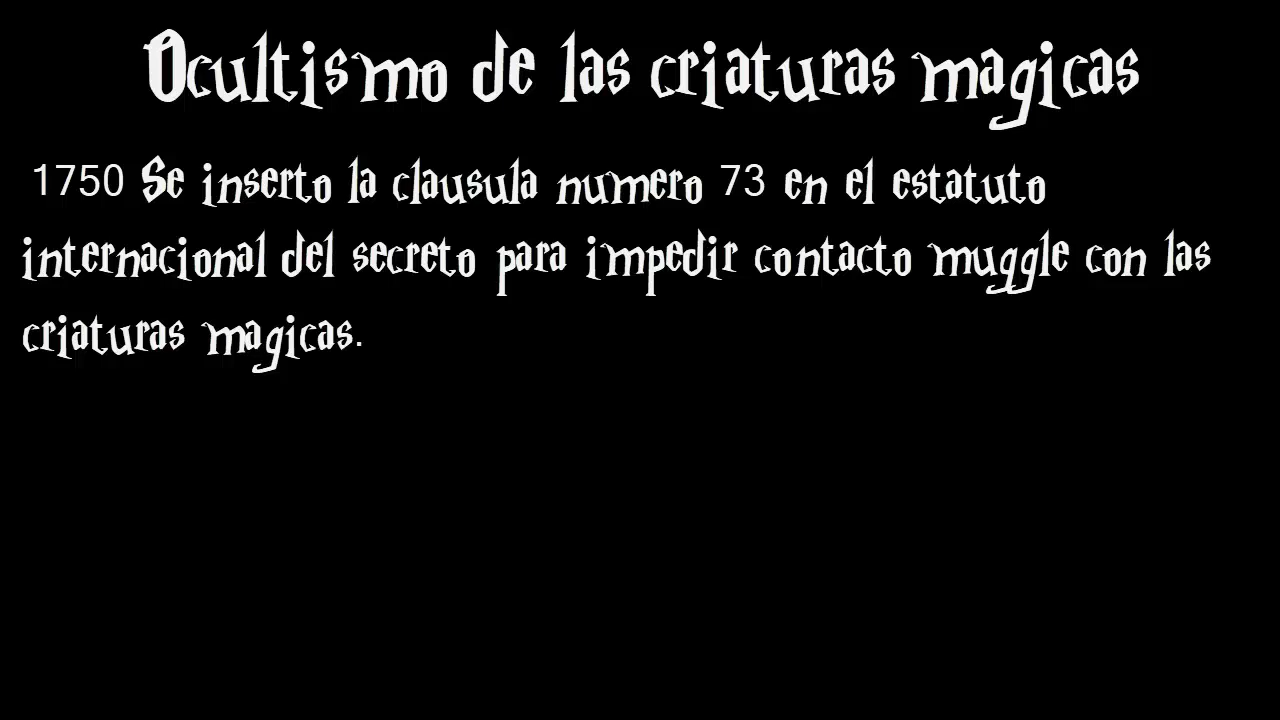 Ocultismo de las criaturas magicas
1750 Se inserto la clausula numero 73 en el estatuto
internacional del secreto para impedir contacto muggle con las
criaturas magicas.